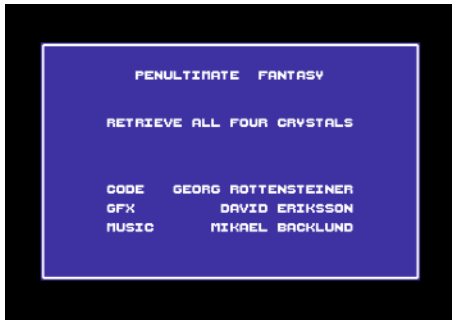 PENULTIMATE FANTASY
RETRIEVE ALL FOUR CRYSTALS
CODE GEORG ROTTENSTEINER
GFX DAVID ERIKSSON
MUSIC MIKAEL BACKLUND